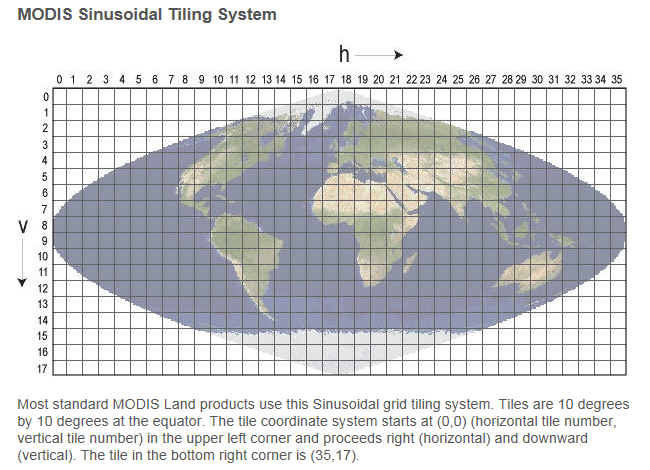 MODIS Sinusoidal Tiling System
h
0 1 2 3 4 5 6 7 8 9 10 11 12 13 14 15 16 17 18 19 20 21 22 23 24 25 26 27 28 29 30 31 32 33 34 35
0
1
2
3
4
5
6
7
v
8
9
10
11
12
13
14
15
16
17
Most standard MODIS Land products use this Sinusoidal grid tiling system. Tiles are 10 degrees
by 10 degrees at the equator. The tile coordinate system starts at (0,0) (horizontal tile number,
vertical tile number) in the upper left corner and proceeds right (horizontal) and downward
(vertical). The tile in the bottom right corner is (35,17).